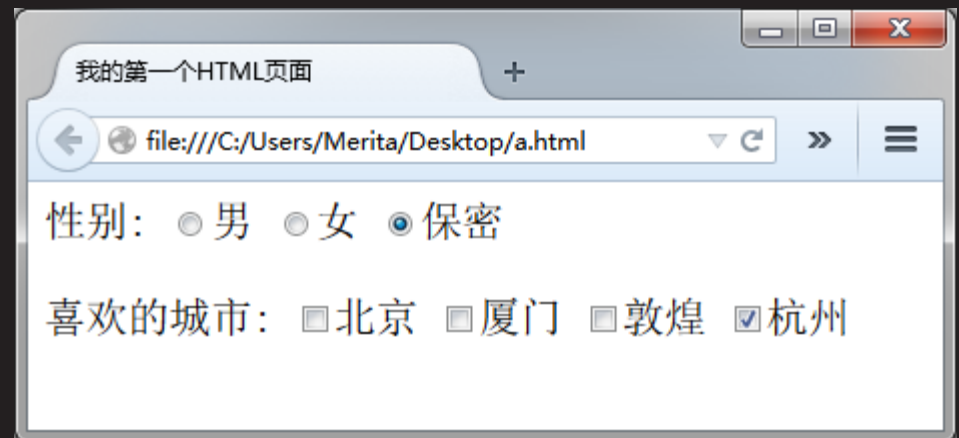 我的第一个HTML页面
file:///C:/Users/Merita/Desktop/a.html
性别: 男 女 保密
喜欢的城市: 北京 厦门 敦煌 杭州